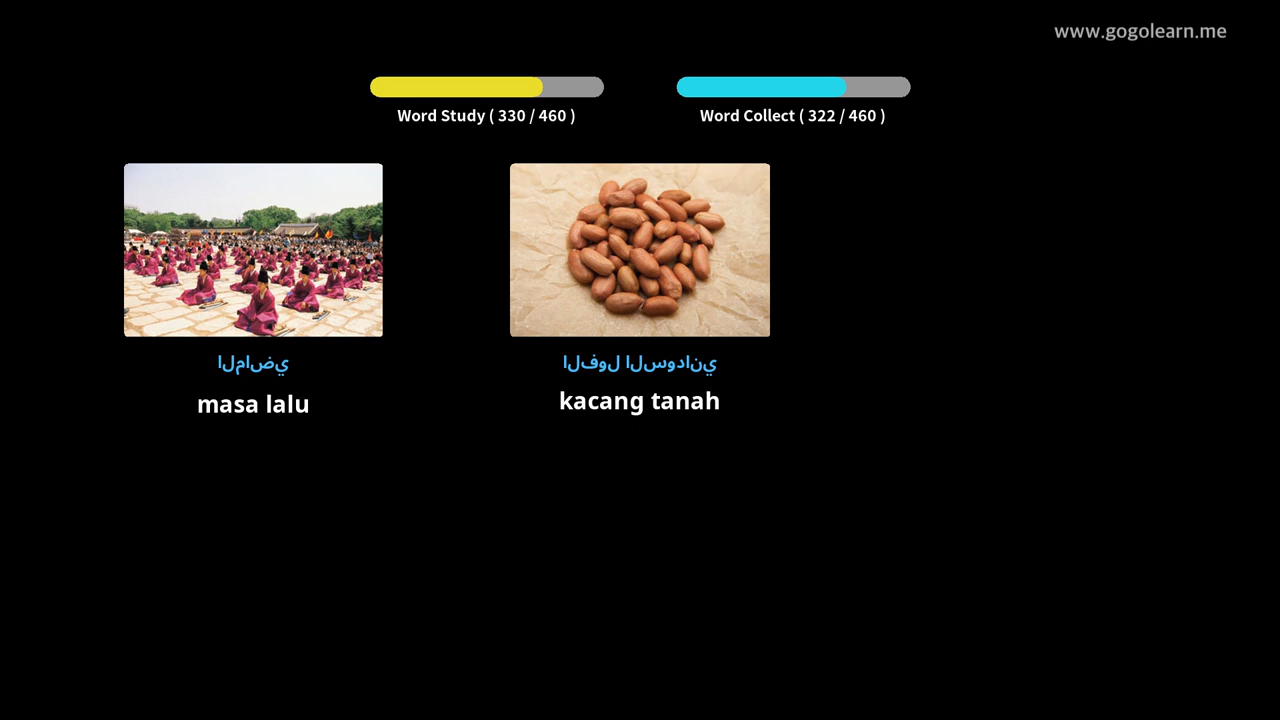 www.gogolearn.me
Word Study ( 330 / 460 )
Word Collect ( 322 / 460 )
الماضي
الفول السوداني
masa lalu
kacang tanah